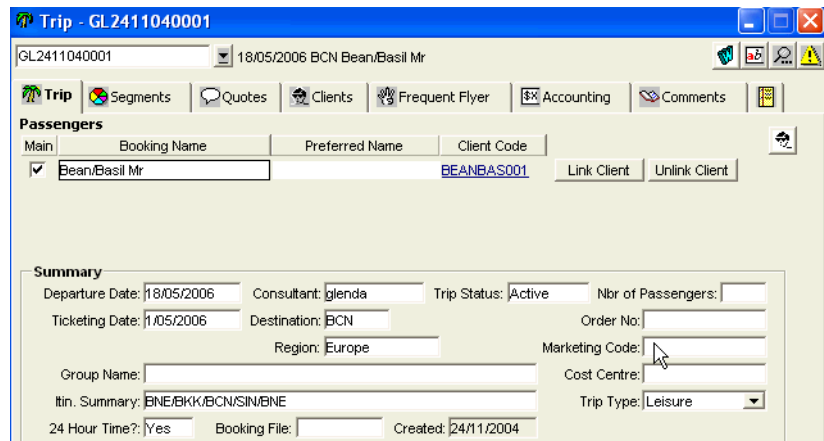 Trip - GL2411040001
GL2411040001 18/05/2006 BCN Bean/Basil Mr
Trip Segments Quotes Clients Frequent Flyer Accounting Comments
Passengers
Main Booking Name Preferred Name Client Code
Bean/Basil Mr BEANBAS001 Link Client Unlink Client
Summary
Departure Date: 18/05/2006 Consultant: glenda Trip Status: Active Nbr of Passengers:
Ticketing Date: 1/05/2006 Destination: BCN Order No:
Region: Europe Marketing Code:
Group Name: Cost Centre:
Itin. Summary: BNE/BKK/BCN/SIN/BNE Trip Type: Leisure
24 Hour Time?: Yes Booking File: Created: 24/11/2004